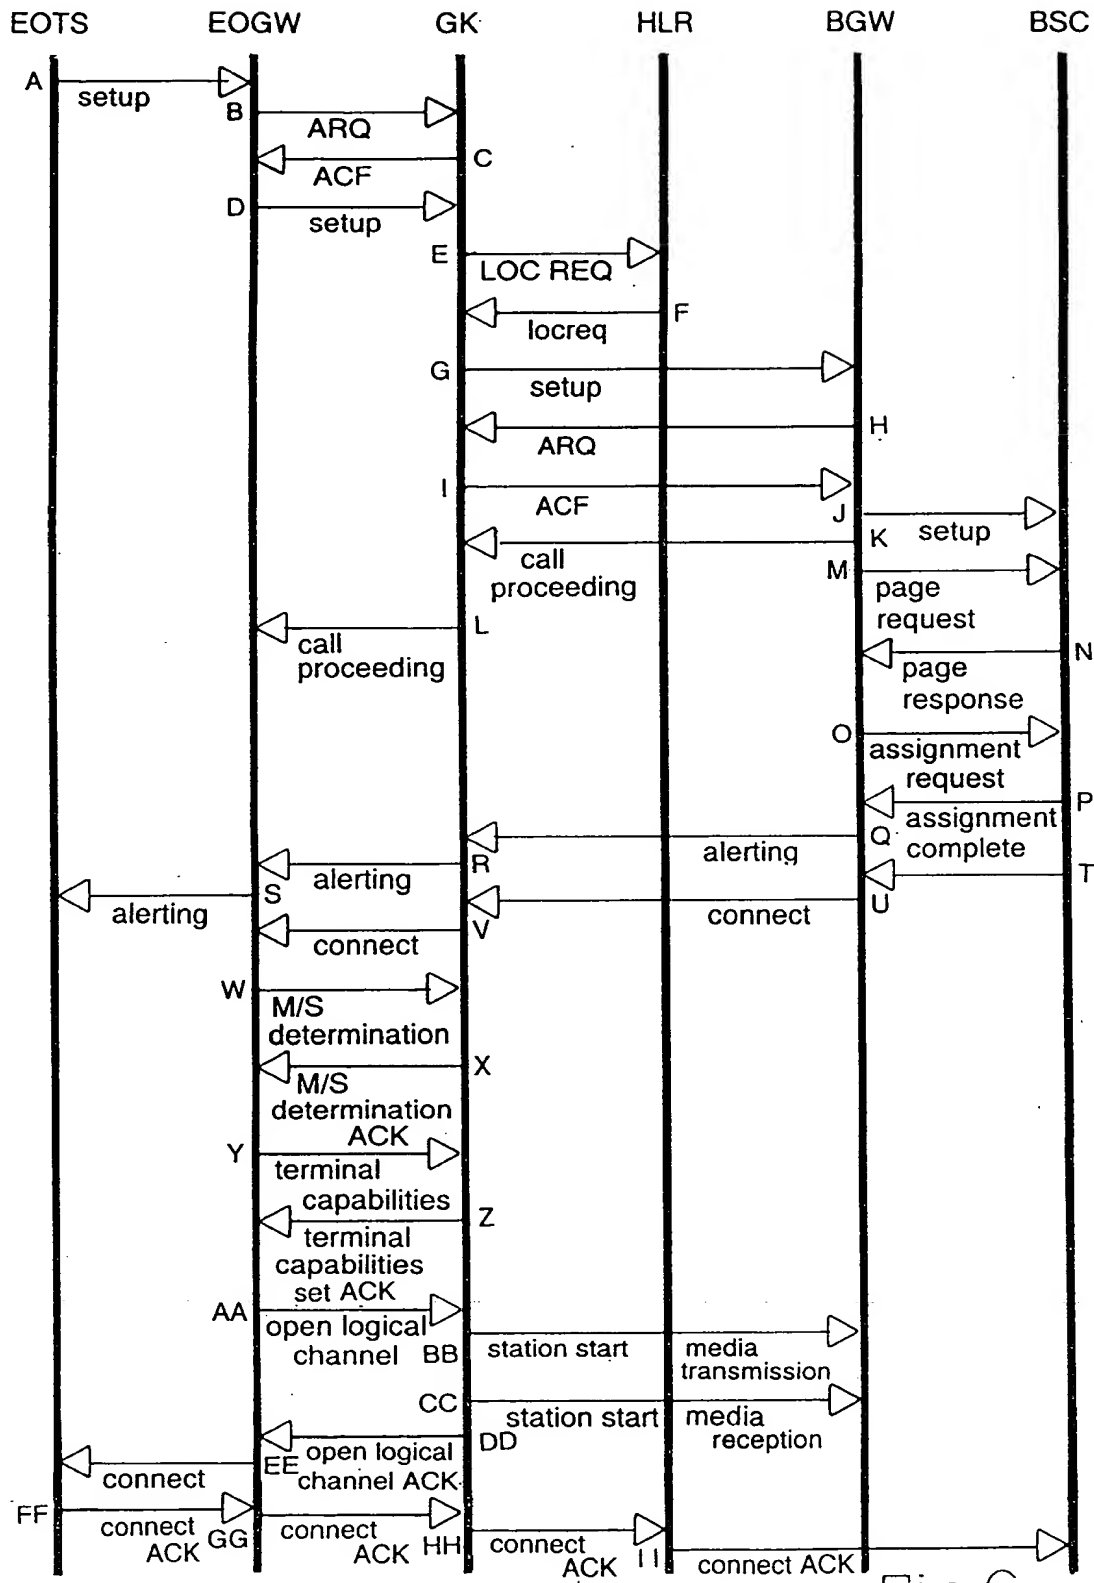 EOTS EOGW GK HLR BGW BSC
A
setup
B
ARQ
C
ACF
D
setup
E
LOC REQ
F
locreq
G
setup
H
ARQ
I
ACF
J
setup
K
call
proceeding
M
page
request
L
call
proceeding
N
page
response
O
assignment
request
P
assignment
complete
Q
alerting
R
alerting
S
alerting
T
U
connect
V
connect
W
M/S
determination
X
M/S
determination
ACK
Y
terminal
capabilities
Z
terminal
capabilities
set ACK
AA
open logical
channel
BB
station start media
transmission
CC
station start media
reception
DD
open logical
channel ACK
EE
connect
FF
connect
ACK
GG
connect
ACK
HH
connect
ACK
II
connect ACK